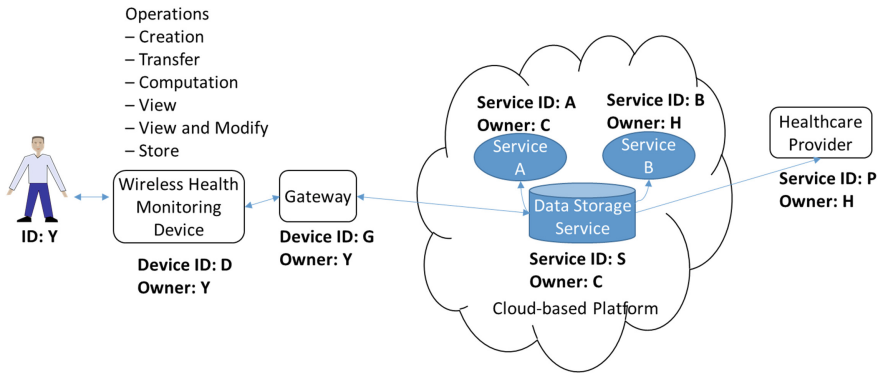 Operations
– Creation
– Transfer
– Computation
– View
– View and Modify
– Store
ID: Y
Wireless Health
Monitoring
Device
Device ID: D
Owner: Y
Gateway
Device ID: G
Owner: Y
Service ID: A
Owner: C
Service
A
Service ID: B
Owner: H
Service
B
Data Storage
Service
Service ID: S
Owner: C
Cloud-based Platform
Healthcare
Provider
Service ID: P
Owner: H